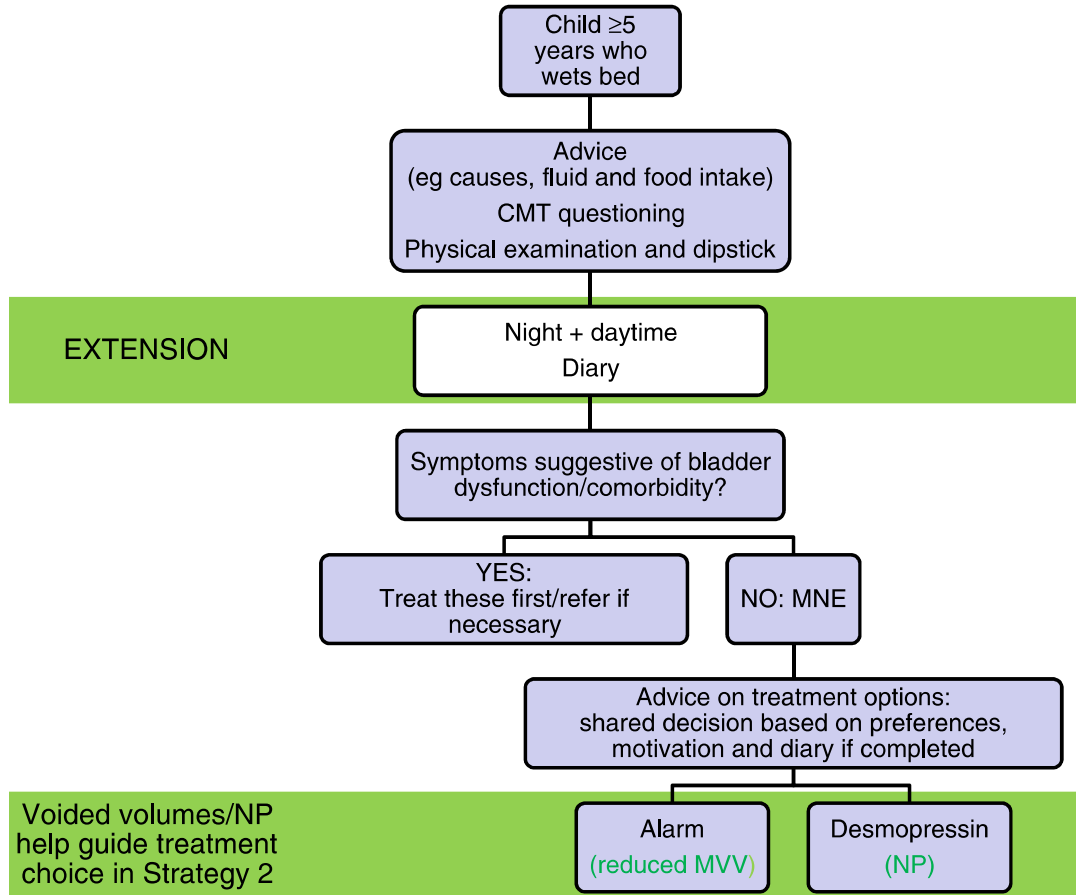 Child ≥5
years who
wets bed
Advice
(eg causes, fluid and food intake)
CMT questioning
Physical examination and dipstick
EXTENSION
Night + daytime
Diary
Symptoms suggestive of bladder
dysfunction/comorbidity?
YES:
Treat these first/refer if
necessary
NO: MNE
Advice on treatment options:
shared decision based on preferences,
motivation and diary if completed
Voided volumes/NP
help guide treatment
choice in Strategy 2
Alarm
(reduced MVV)
Desmopressin
(NP)